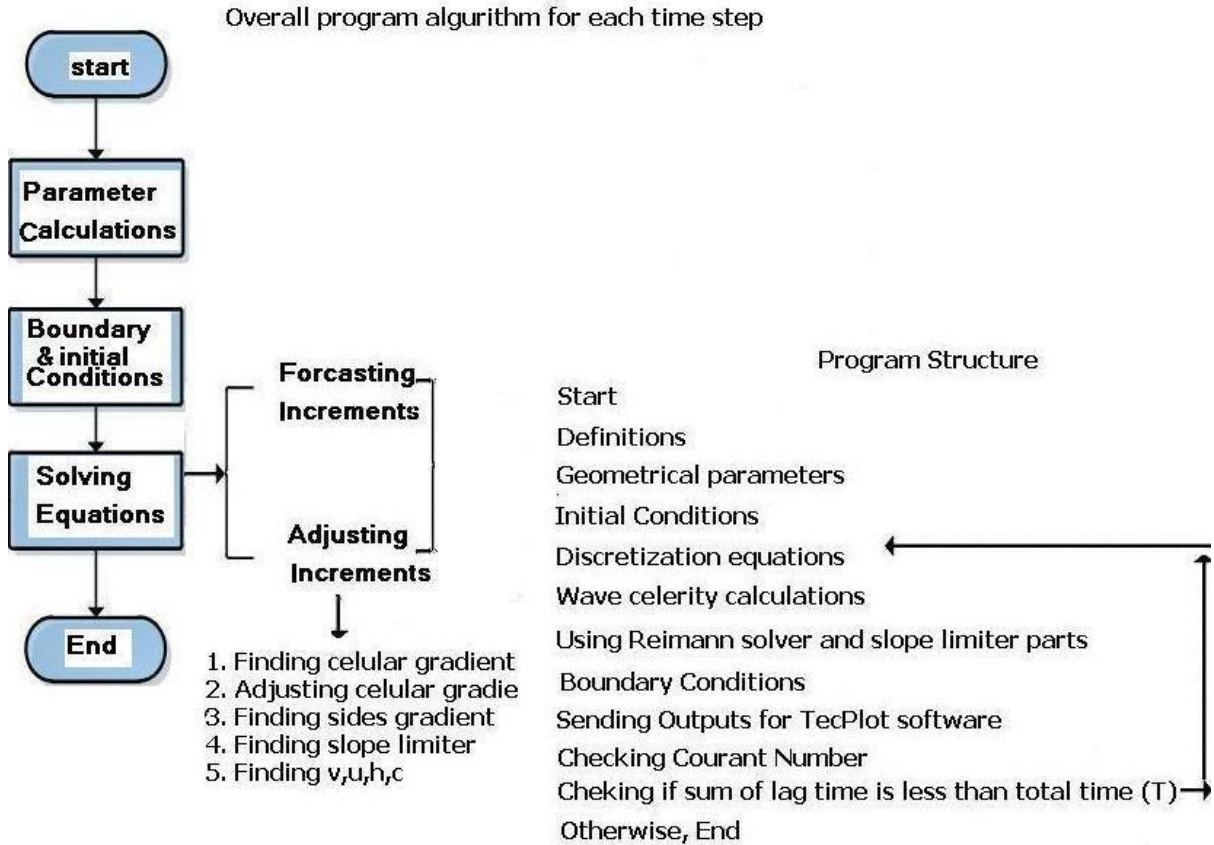 Overall program algorithm for each time step
start
Parameter
Calculations
Boundary
& initial
Conditions
Solving
Equations
End
Forcasting
Increments
Adjusting
Increments
1. Finding celular gradient
2. Adjusting celular gradie
3. Finding sides gradient
4. Finding slope limiter
5. Finding v,u,h,c
Program Structure
Start
Definitions
Geometrical parameters
Initial Conditions
Discretization equations
Wave celerity calculations
Using Reimann solver and slope limiter parts
Boundary Conditions
Sending Outputs for TecPlot software
Checking Courant Number
Cheking if sum of lag time is less than total time (T)
Otherwise, End